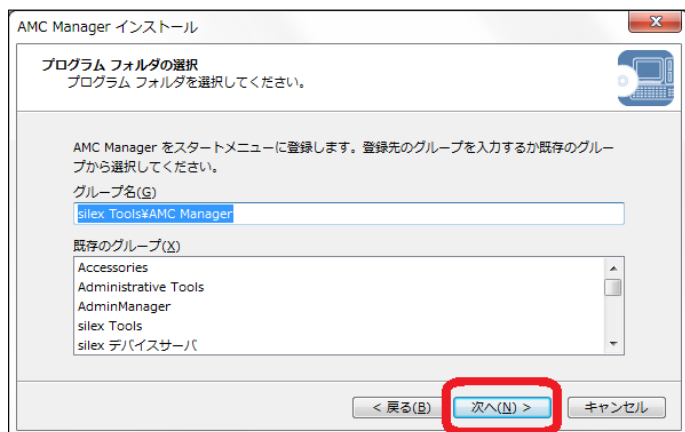 AMC Manager インストール
プログラム フォルダの選択
プログラム フォルダを選択してください。
AMC Manager をスタートメニューに登録します。登録先のグループを入力するか既存のグルー
プから選択してください。
グループ名(G)
silex Tools¥AMC Manager
既存のグループ(X)
Accessories
Administrative Tools
AdminManager
silex Tools
silex デバイスサーバ
< 戻る(B) 次へ(N) > キャンセル